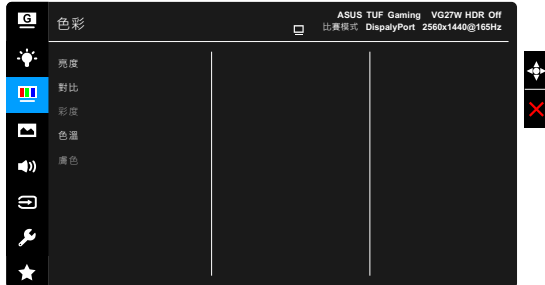 G
色彩
ASUS TUF Gaming VG27W HDR Off
比賽模式 DispalyPort 2560x1440@165Hz
亮度
對比
彩度
色溫
膚色